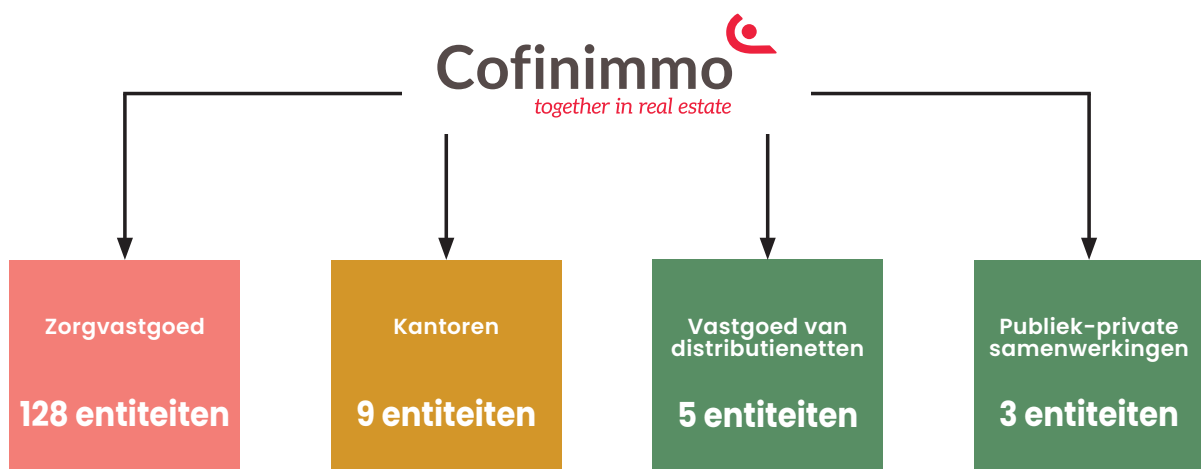 Cofinimmo
together in real estate
Zorgvastgoed
128 entiteiten
Kantoren
9 entiteiten
Vastgoed van
distributienetten
5 entiteiten
Publiek-private
samenwerkingen
3 entiteiten